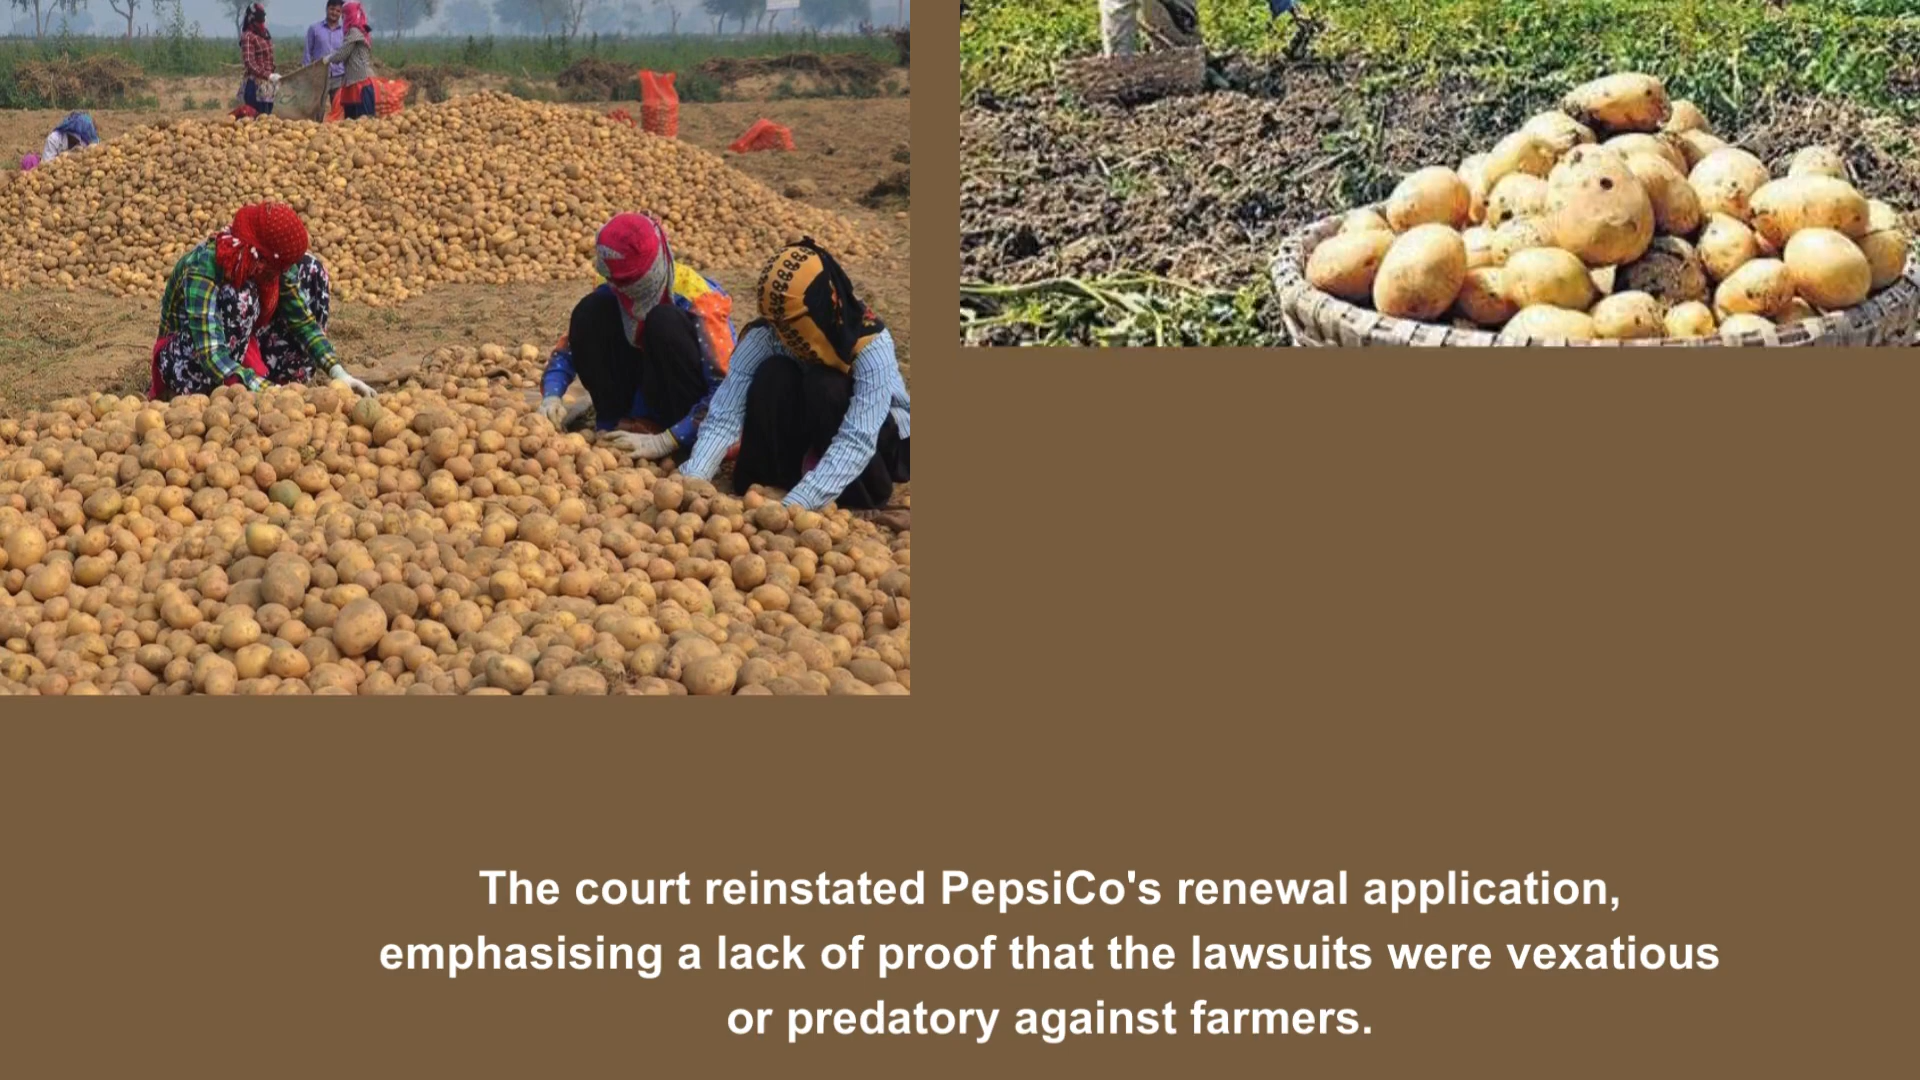 The court reinstated PepsiCo's renewal application,
emphasising a lack of proof that the lawsuits were vexatious
or predatory against farmers.